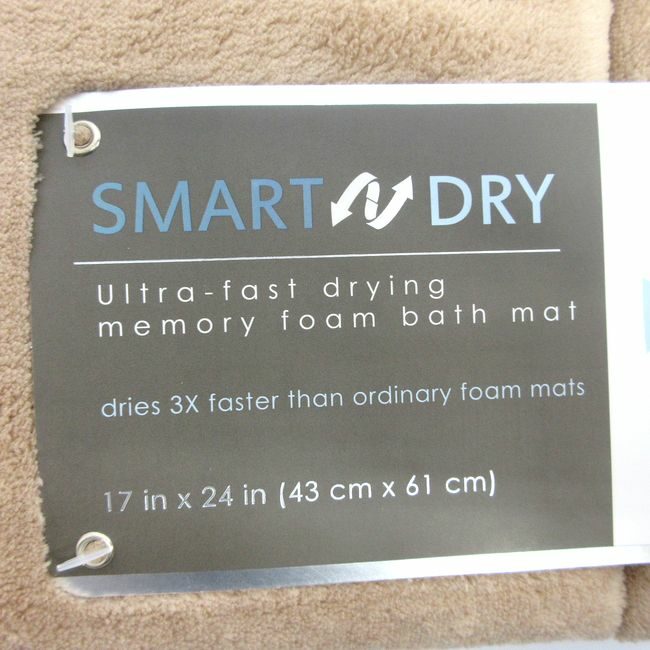 SMART N DRY
Ultra-fast drying
memory foam bath mat
dries 3X faster than ordinary foam mats
17 in x 24 in (43 cm x 61 cm)